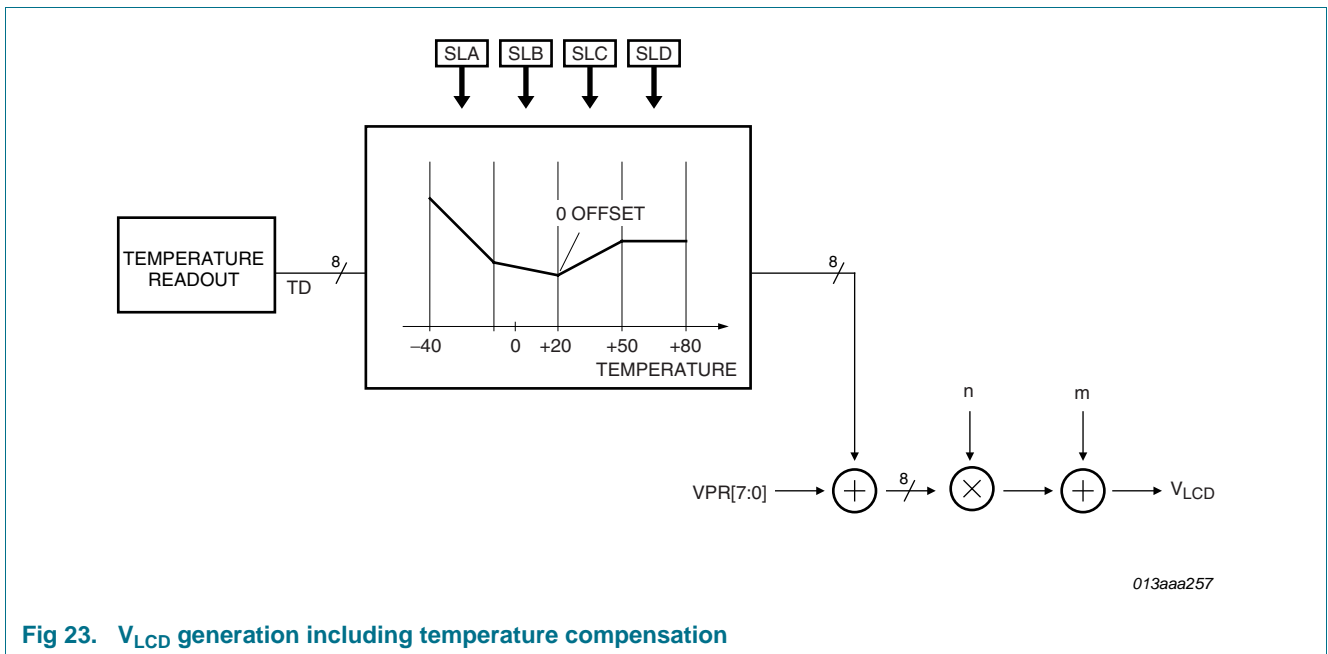 SLA SLB SLC SLD
0 OFFSET
TEMPERATURE
READOUT
TD
8
−40 0 +20 +50 +80
TEMPERATURE
8
n m
VPR[7:0] + 8 × + VLCD
013aaa257
Fig 23. VLCD generation including temperature compensation